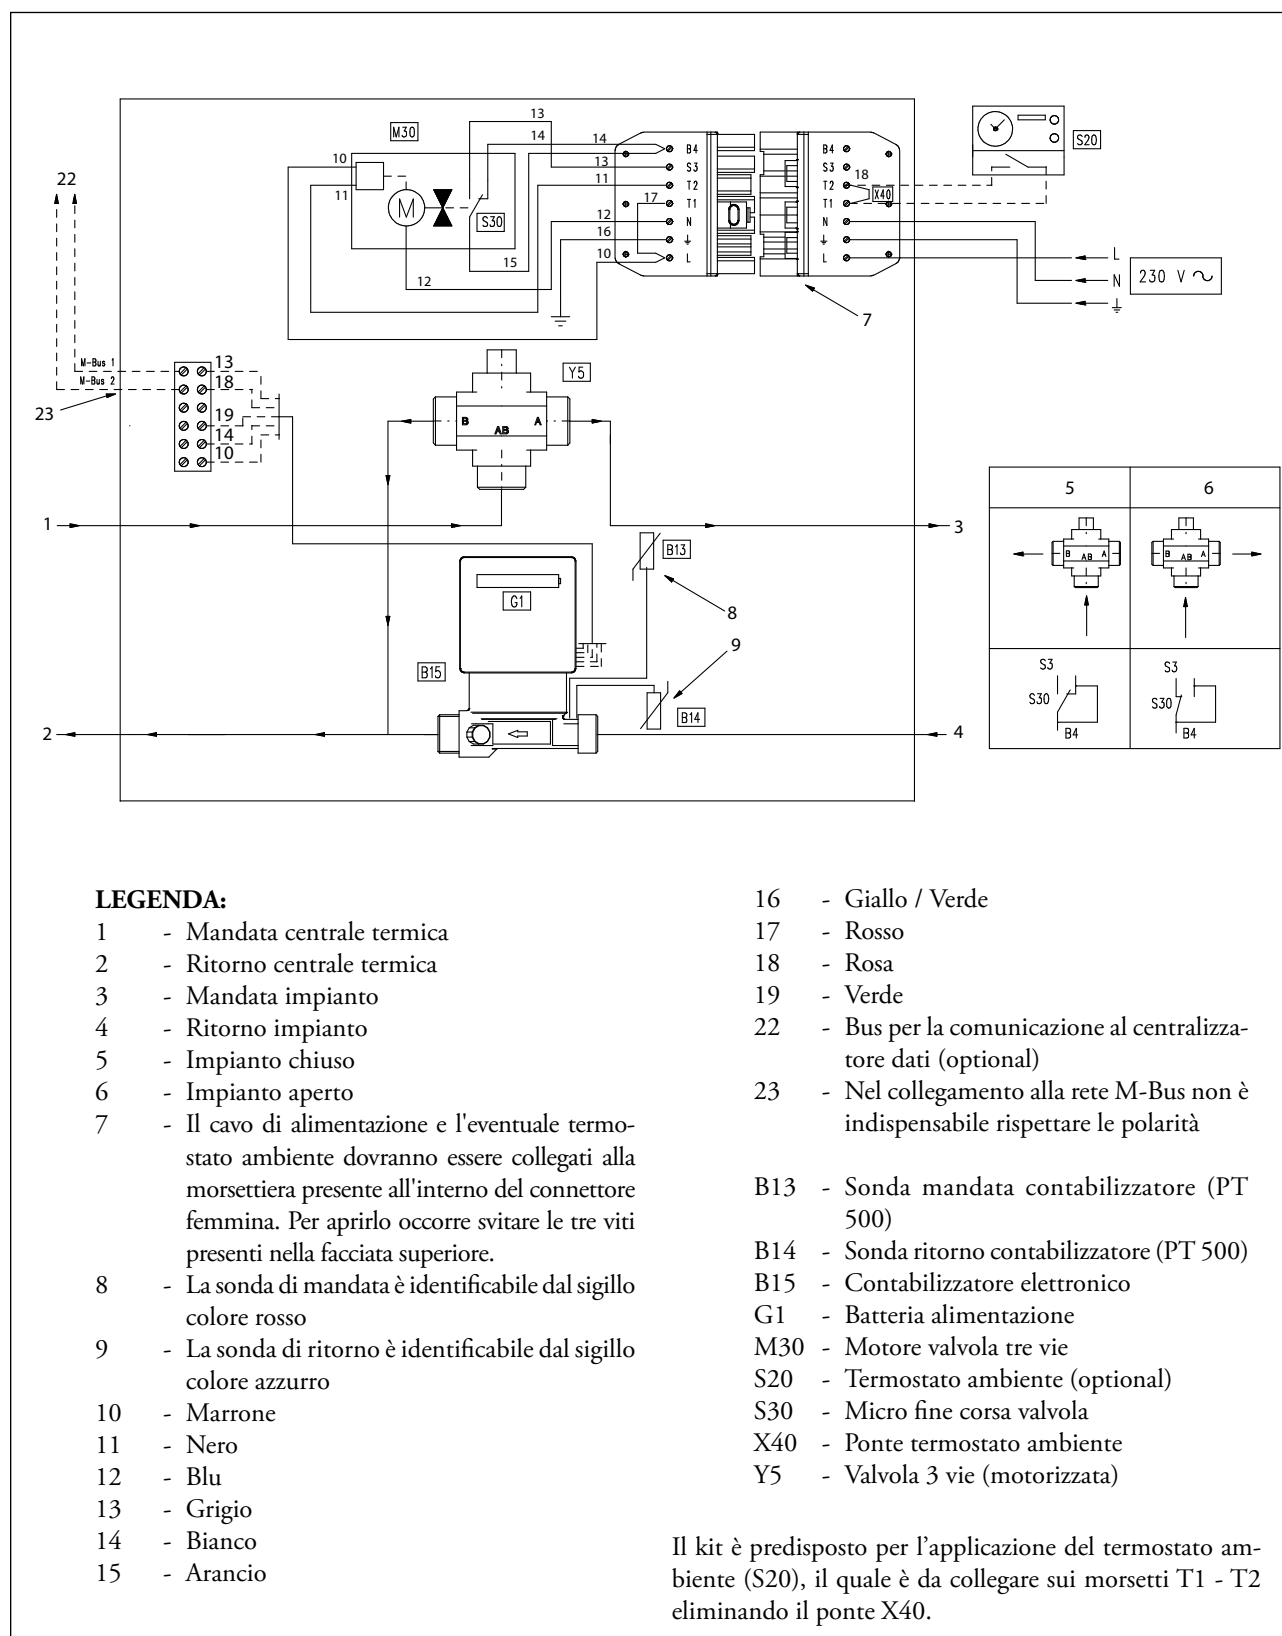 13
M30
14
14
B4
B4
S20
10
13
S3
S3
18
22
11
T2
T2
X40
11
17
T1
T1
M
S30
12
N
N
16
15
10
L
L
L
12
N
230 V ~
7
M-Bus 1
13
Y5
M-Bus 2
18
23
19
B
A
14
AB
10
5
6
1
3
B13
B
AB
A
B
AB
A
G1
8
9
B15
S3
S3
S30
S30
B14
2
4
B4
B4
LEGENDA:
1 - Mandata centrale termica
2 - Ritorno centrale termica
3 - Mandata impianto
4 - Ritorno impianto
5 - Impianto chiuso
6 - Impianto aperto
7 - Il cavo di alimentazione e l'eventuale termo-
stato ambiente dovranno essere collegati alla
morsettiera presente all'interno del connettore
femmina. Per aprirlo occorre svitare le tre viti
presenti nella facciata superiore.
8 - La sonda di mandata è identificabile dal sigillo
colore rosso
9 - La sonda di ritorno è identificabile dal sigillo
colore azzurro
10 - Marrone
11 - Nero
12 - Blu
13 - Grigio
14 - Bianco
15 - Arancio
16 - Giallo / Verde
17 - Rosso
18 - Rosa
19 - Verde
22 - Bus per la comunicazione al centralizza-
tore dati (optional)
23 - Nel collegamento alla rete M-Bus non è
indispensabile rispettare le polarità
B13 - Sonda mandata contabilizzatore (PT
500)
B14 - Sonda ritorno contabilizzatore (PT 500)
B15 - Contabilizzatore elettronico
G1 - Batteria alimentazione
M30 - Motore valvola tre vie
S20 - Termostato ambiente (optional)
S30 - Micro fine corsa valvola
X40 - Ponte termostato ambiente
Y5 - Valvola 3 vie (motorizzata)
Il kit è predisposto per l’applicazione del termostato am-
biente (S20), il quale è da collegare sui morsetti T1 - T2
eliminando il ponte X40.